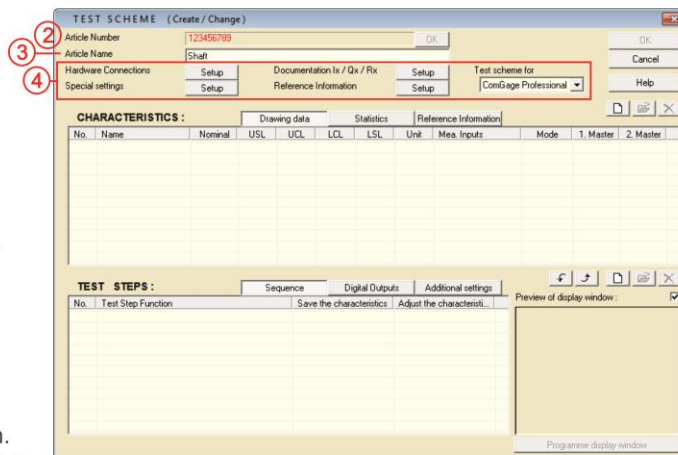 TEST SCHEME ( Create / Change )
② Article Number 123456789 OK OK
③ Article Name Shaft Cancel
④ Hardware Connections Setup Documentation Ix / Qx / Rx Setup Test scheme for
Special settings Setup Reference Information Setup ComGage Professional Help
CHARACTERISTICS : Drawing data Statistics Reference Information
No. Name Nominal USL UCL LCL LSL Unit Mea. Inputs Mode 1. Master 2. Master
TEST STEPS : Sequence Digital Outputs Additional settings Preview of display window :
No. Test Step Function Save the characteristics Adjust the characteristi...
Programme display window